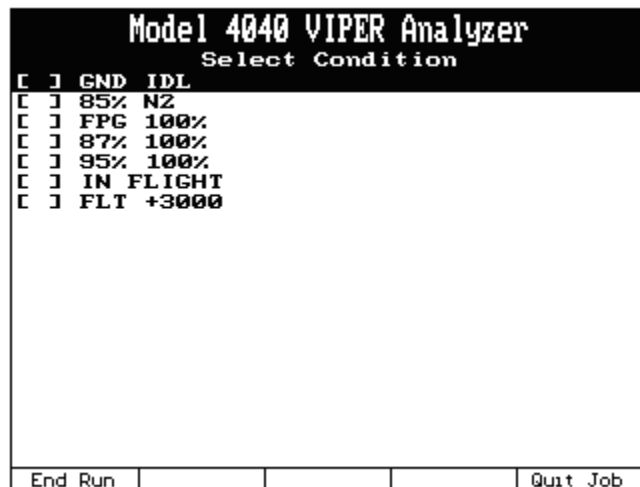 Model 4040 VIPER Analyzer
Select Condition
[ ] GND IDL
[ ] 85% N2
[ ] FPG 100%
[ ] 87% 100%
[ ] 95% 100%
[ ] IN FLIGHT
[ ] FLT +3000
End Run Quit Job